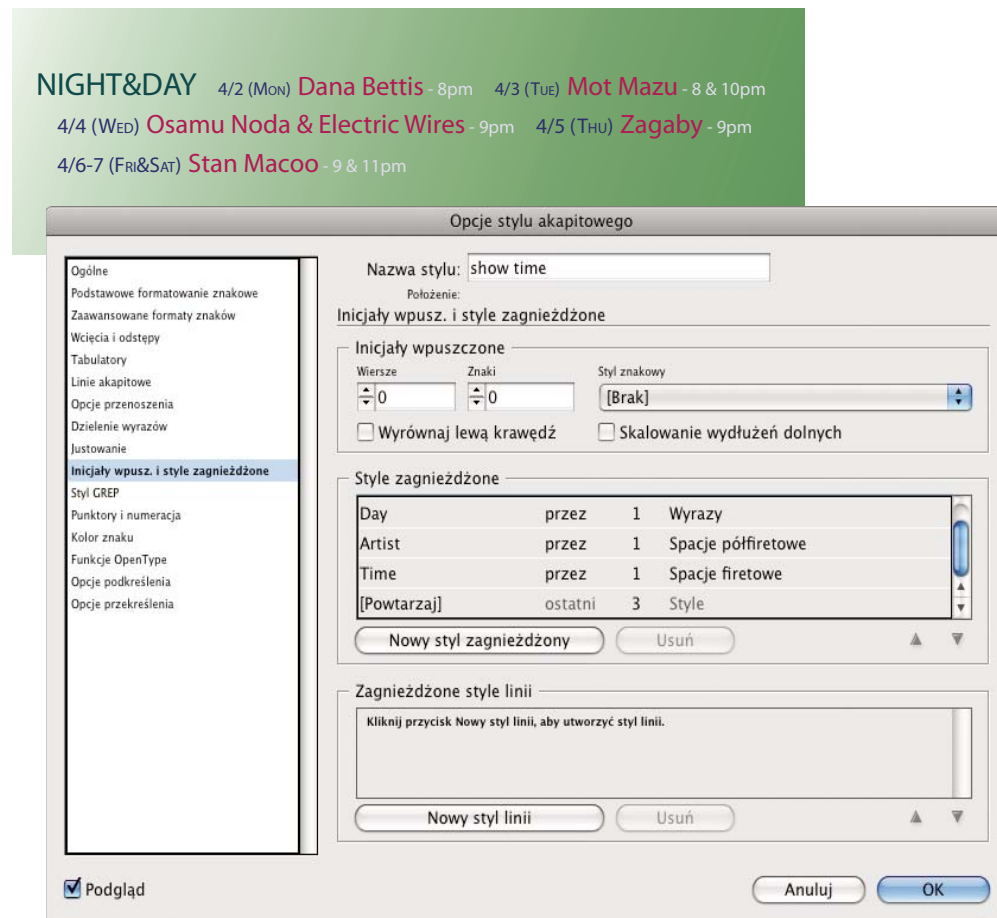 NIGHT&DAY 4/2 (MON) Dana Bettis - 8pm 4/3 (TUE) Mot Mazu - 8 & 10pm
4/4 (WED) Osamu Noda & Electric Wires - 9pm 4/5 (THU) Zagaby - 9pm
4/6-7 (FRI&SAT) Stan Macoo - 9 & 11pm
Opcje stylu akapitowego
Ogólne
Podstawowe formatowanie znakowe
Zaawansowane formaty znaków
Wcięcia i odstępy
Tabulatory
Linie akapitowe
Opcje przenoszenia
Dzielenie wyrazów
Justowanie
Inicjały wpusz. i style zagnieżdżone
Styl GREP
Punktory i numeracja
Kolor znaku
Funkcje OpenType
Opcje podkreślenia
Opcje przekreślenia
Nazwa stylu: show time
Położenie:
Inicjały wpusz. i style zagnieżdżone
Inicjały wpuszczone
Wiersze Znaki Styl znakowy
0 0 [Brak]
Wyrównaj lewą krawędź Skalowanie wydłużeń dolnych
Style zagnieżdżone
Day przez 1 Wyrazy
Artist przez 1 Spacje półfiretowe
Time przez 1 Spacje firetowe
[Powtarzaj] ostatni 3 Style
Nowy styl zagnieżdżony Usuń
Zagnieżdżone style linii
Kliknij przycisk Nowy styl linii, aby utworzyć styl linii.
Nowy styl linii Usuń
Podgląd Anuluj OK